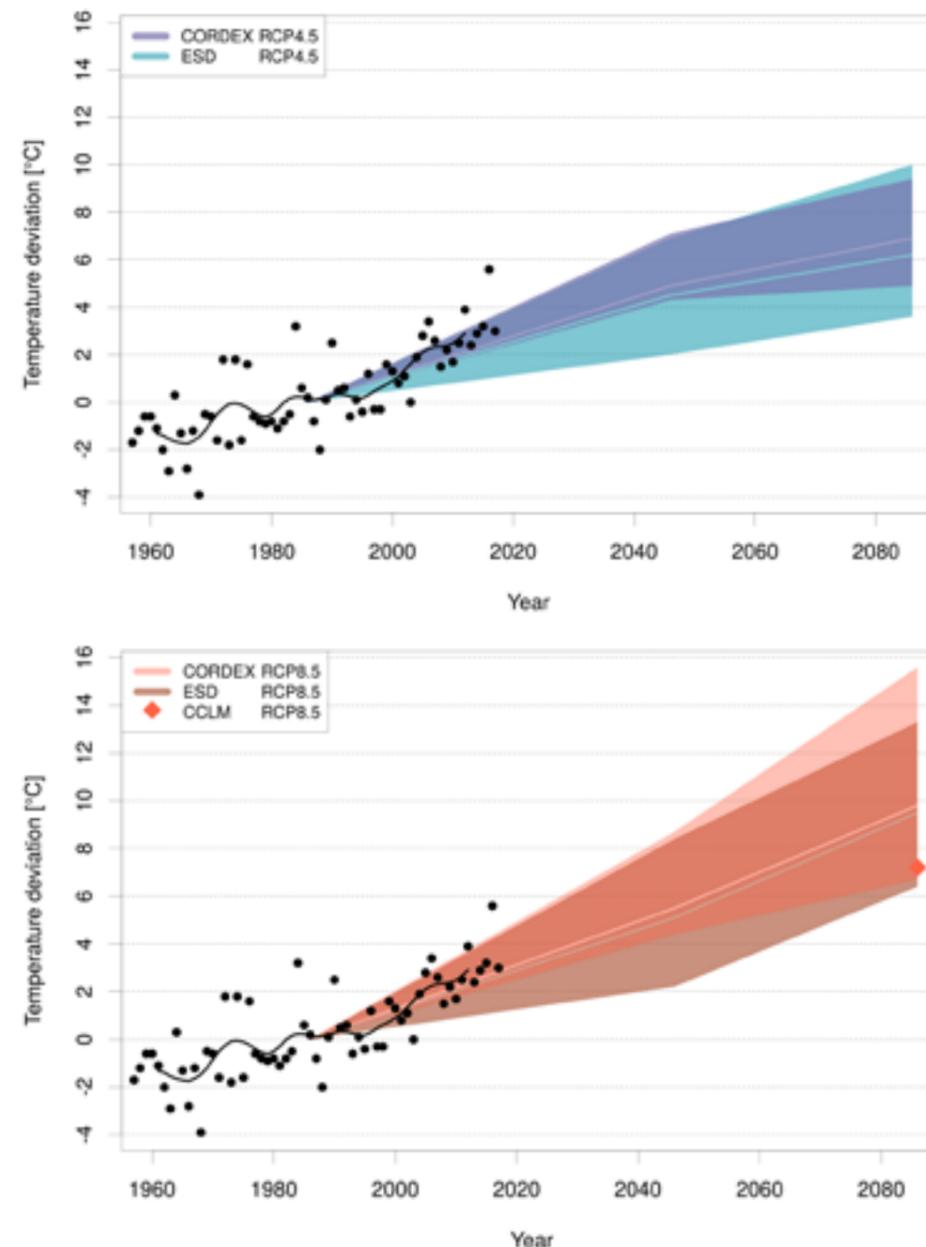 CORDEX RCP4.5
ESD RCP4.5
Temperature deviation [°C]
16
14
12
10
8
6
4
2
0
-2
-4
1960 1980 2000 2020 2040 2060 2080
Year
CORDEX RCP8.5
ESD RCP8.5
CCLM RCP8.5
Temperature deviation [°C]
16
14
12
10
8
6
4
2
0
-2
-4
1960 1980 2000 2020 2040 2060 2080
Year